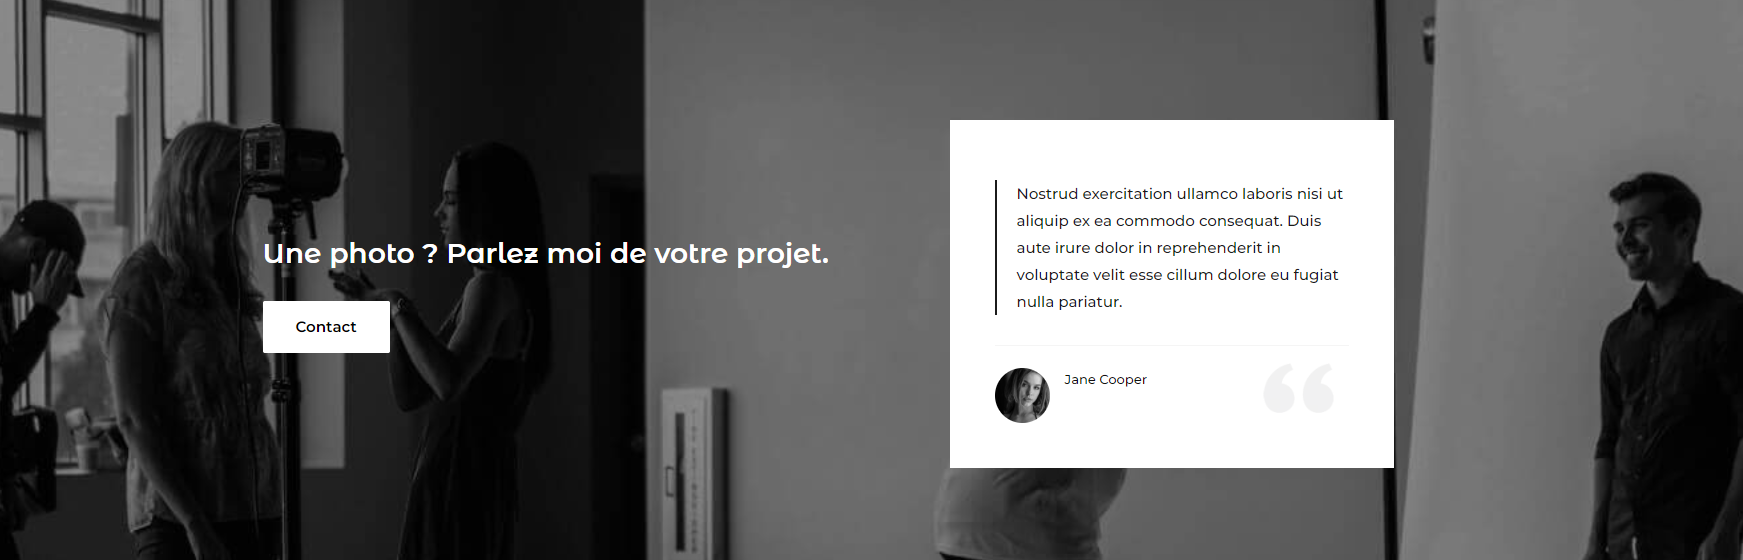 Une photo ? Parlez moi de votre projet.
Contact
Nostrud exercitation ullamco laboris nisi ut
aliquip ex ea commodo consequat. Duis
aute irure dolor in reprehenderit in
voluptate velit esse cillum dolore eu fugiat
nulla pariatur.
Jane Cooper